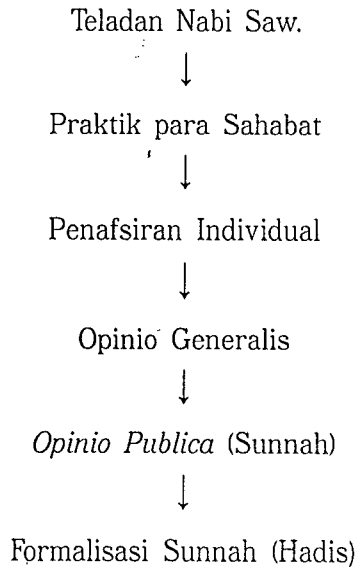 Teladan Nabi Saw.
↓
Praktik para Sahabat
↓
Penafsiran Individual
↓
Opinio Generalis
↓
Opinio Publica (Sunnah)
↓
Formalisasi Sunnah (Hadis)